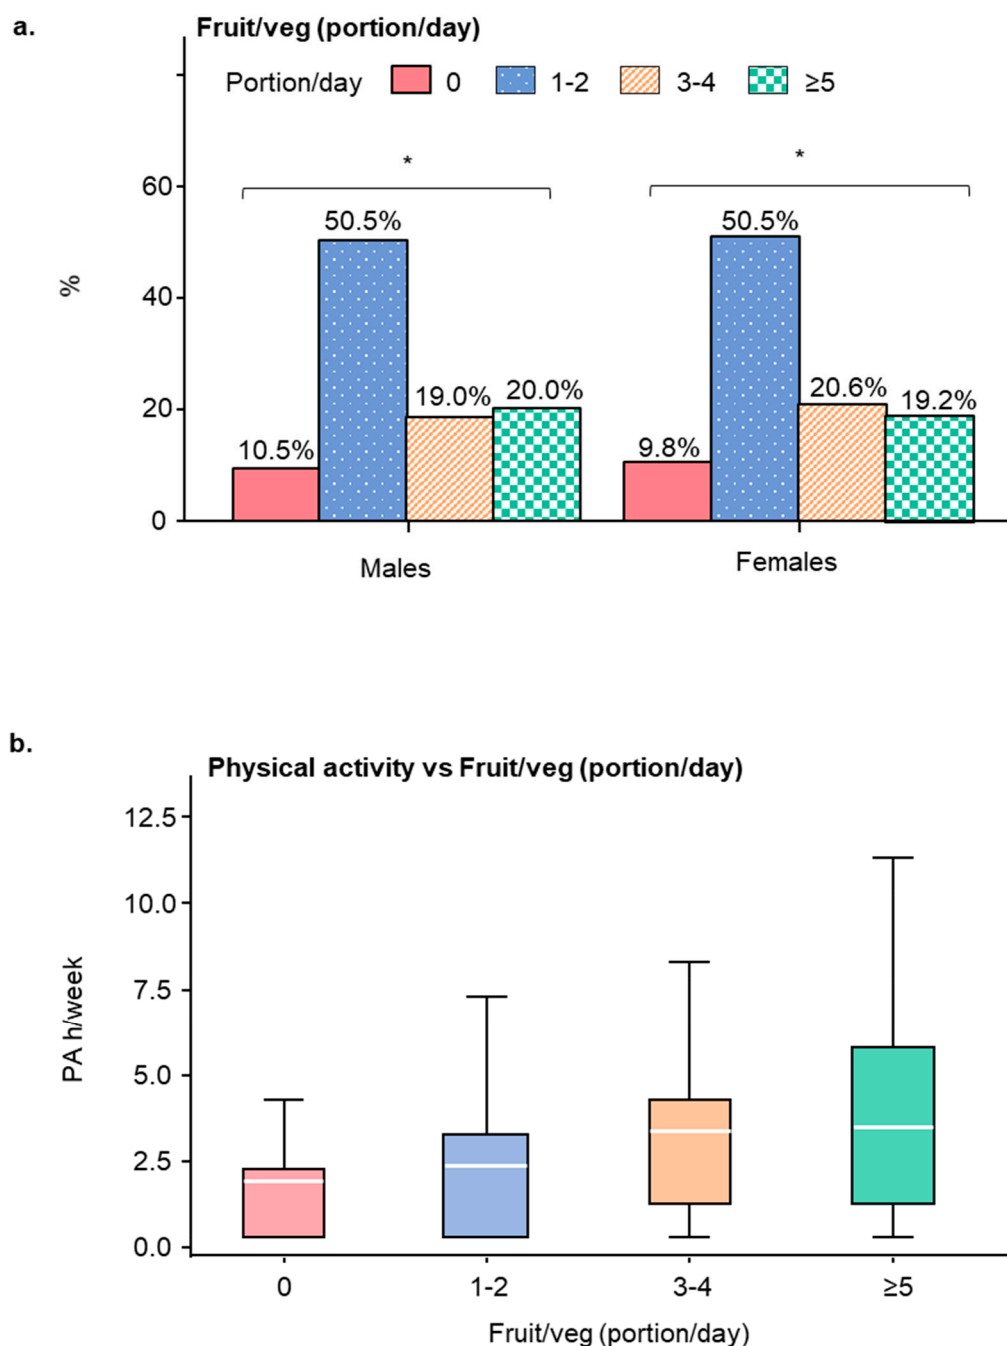 a.
Fruit/veg (portion/day)
Portion/day 0 1-2 3-4 ≥5
* *
60
50.5% 50.5%
%
40
20
19.0% 20.0% 20.6% 19.2%
10.5% 9.8%
0
Males Females
b.
Physical activity vs Fruit/veg (portion/day)
12.5
10.0
7.5
PA h/week
5.0
2.5
0.0
0 1-2 3-4 ≥5
Fruit/veg (portion/day)